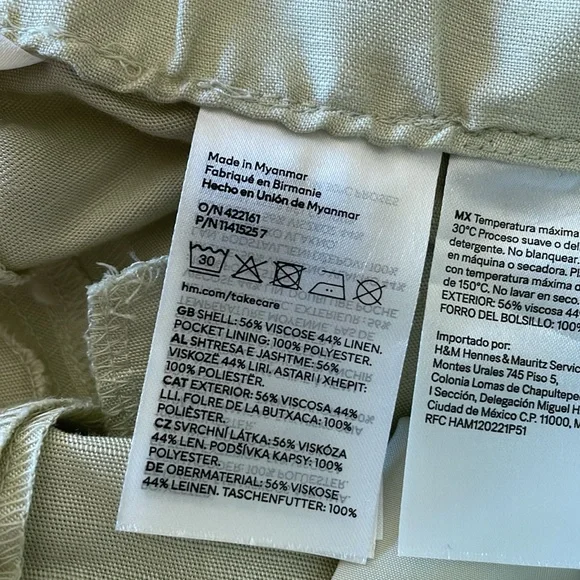 Made in Myanmar
Fabriqué en Birmanie
Hecho en Unión de Myanmar
O/N 422161
P/N 11415257
30
hm.com/takecare
GB SHELL: 56% VISCOSE 44% LINEN.
POCKET LINING: 100% POLYESTER.
AL SHTRESA E JASHTME: 56%
VISKOZË 44% LIRI. ASTARI I XHEPIT:
100% POLIESTËR.
CAT EXTERIOR: 56% VISCOSA 44%
LLI. FOLRE DE LA BUTXACA: 100%
POLIÈSTER.
CZ SVRCHNÍ LÁTKA: 56% VISKÓZA
44% LEN. PODŠÍVKA KAPSY: 100%
POLYESTER.
DE OBERMATERIAL: 56% VISKOSE
44% LEINEN. TASCHENFUTTER: 100%
MX Temperatura máxima
30°C Proceso suave o del
detergente. No blanquear.
en máquina o secadora. Pl
con temperatura máxima d
de 150°C. No lavar en seco
EXTERIOR: 56% viscosa 44%
FORRO DEL BOLSILLO: 100%
Importado por:
H&M Hennes & Mauritz Servic
Montes Urales 745 Piso 5,
Colonia Lomas de Chapultepe
I Sección, Delegación Miguel H
Ciudad de México C.P. 11000, M
RFC HAM120221P51